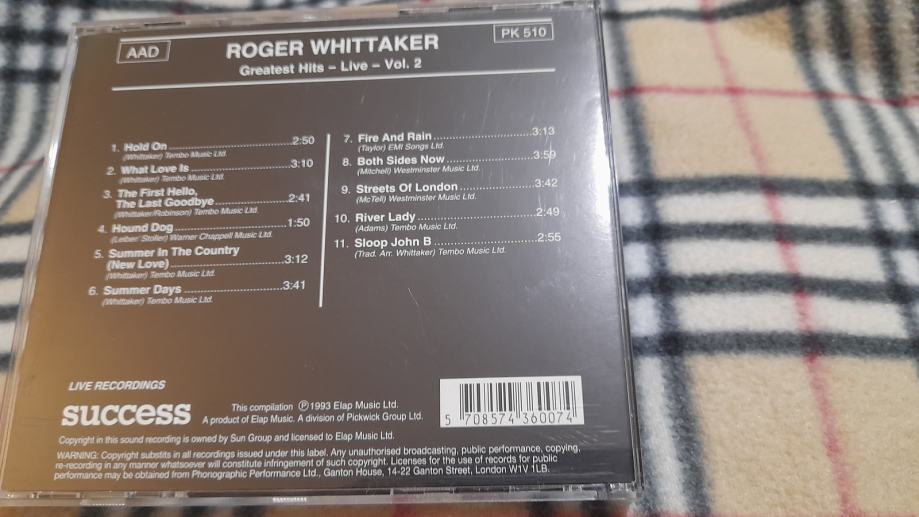 AAD
ROGER WHITTAKER
PK 510
Greatest Hits – Live – Vol. 2
1. Hold On ........ 2:50
(Whittaker) Tembo Music Ltd.
2. What Love Is ........ 3:10
(Whittaker) Tembo Music Ltd.
3. The First Hello,
The Last Goodbye ........ 2:41
(Whittaker/Robinson) Tembo Music Ltd.
4. Hound Dog ........ 1:50
(Leiber/ Stoller) Warner Chappell Music Ltd.
5. Summer In The Country
(New Love) ........ 3:12
(Whittaker) Tembo Music Ltd.
6. Summer Days ........ 3:41
(Whittaker) Tembo Music Ltd.
7. Fire And Rain ........ 3:13
(Taylor) EMI Songs Ltd.
8. Both Sides Now ........ 3:59
(Mitchell) Westminster Music Ltd.
9. Streets Of London ........ 3:42
(McTell) Westminster Music Ltd.
10. River Lady ........ 2:49
(Adams) Tembo Music Ltd.
11. Sloop John B ........ 2:55
(Trad. Arr. Whittaker) Tembo Music Ltd.
LIVE RECORDINGS
success
This compilation Ⓟ1993 Elap Music Ltd.
A product of Elap Music. A division of Pickwick Group Ltd.
5 708574 360074
Copyright in this sound recording is owned by Sun Group and licensed to Elap Music Ltd.
WARNING: Copyright substits in all recordings issued under this label. Any unauthorised broadcasting, public performance, copying,
re-recording in any manner whatsoever will constitute infringement of such copyright. Licenses for the use of records for public
performance may be obtained from Phonographic Performance Ltd., Ganton House, 14-22 Ganton Street, London W1V 1LB.